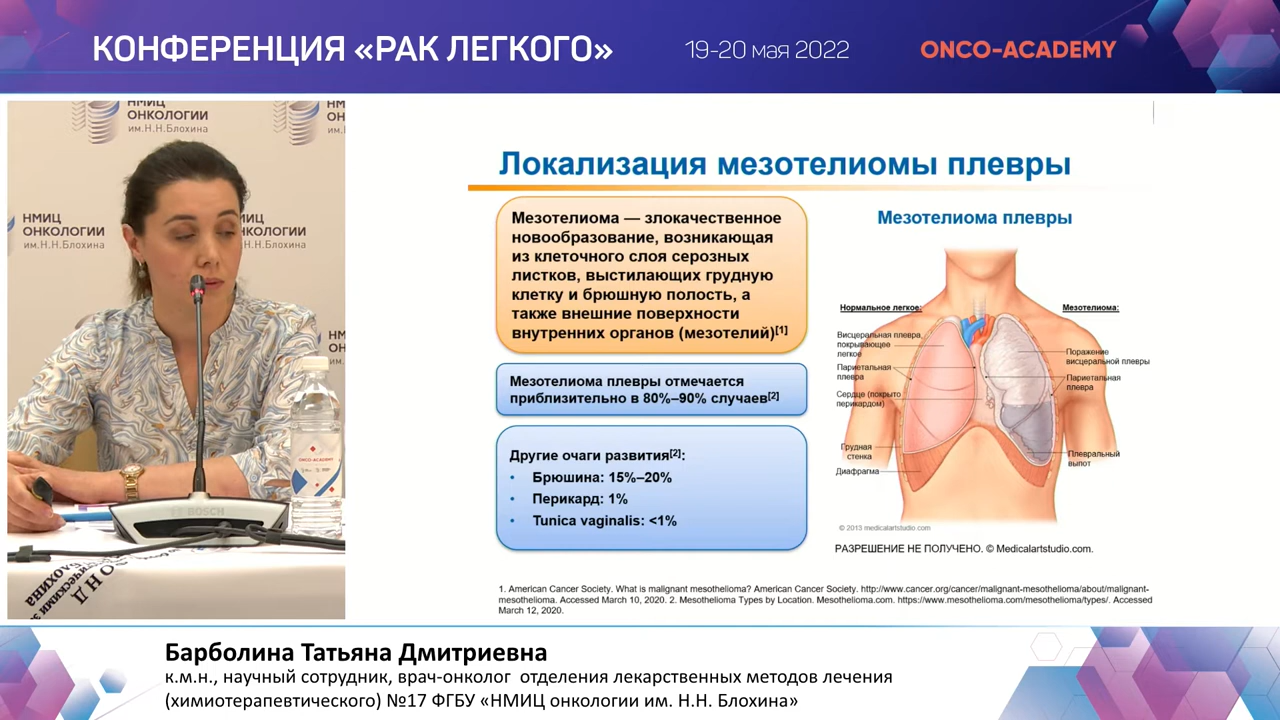 КОНФЕРЕНЦИЯ «РАК ЛЕГКОГО»
19-20 мая 2022
ONCO-ACADEMY
НМИЦ
ОНКОЛОГИИ
им.Н.Н.Блохина
НМИЦ
ОНКОЛОГИИ
им.Н.Н.Блохина
BOSCH
ONCO-ACADEMY
Локализация мезотелиомы плевры
Мезотелиома — злокачественное
новообразование, возникающая
из клеточного слоя серозных
листков, выстилающих грудную
клетку и брюшную полость, а
также внешние поверхности
внутренних органов (мезотелий)[1]
Мезотелиома плевры отмечается
приблизительно в 80%–90% случаев[2]
Другие очаги развития[2]:
• Брюшина: 15%–20%
• Перикард: 1%
• Tunica vaginalis: <1%
Мезотелиома плевры
Нормальное легкое:
Висцеральная плевра,
покрывающее
легкое
Париетальная
плевра
Сердце (покрыто
перикардом)
Грудная
стенка
Диафрагма
Мезотелиома:
Поражение
висцеральной плевры
Париетальная
плевра
Плевральный
выпот
© 2013 medicalartstudio.com
РАЗРЕШЕНИЕ НЕ ПОЛУЧЕНО. © Medicalartstudio.com.
1. American Cancer Society. What is malignant mesothelioma? American Cancer Society. http://www.cancer.org/cancer/malignant-mesothelioma/about/malignant-
mesothelioma. Accessed March 10, 2020. 2. Mesothelioma Types by Location. Mesothelioma.com. https://www.mesothelioma.com/mesothelioma/types/. Accessed
March 12, 2020.
Барболина Татьяна Дмитриевна
к.м.н., научный сотрудник, врач-онколог отделения лекарственных методов лечения
(химиотерапевтического) №17 ФГБУ «НМИЦ онкологии им. Н.Н. Блохина»